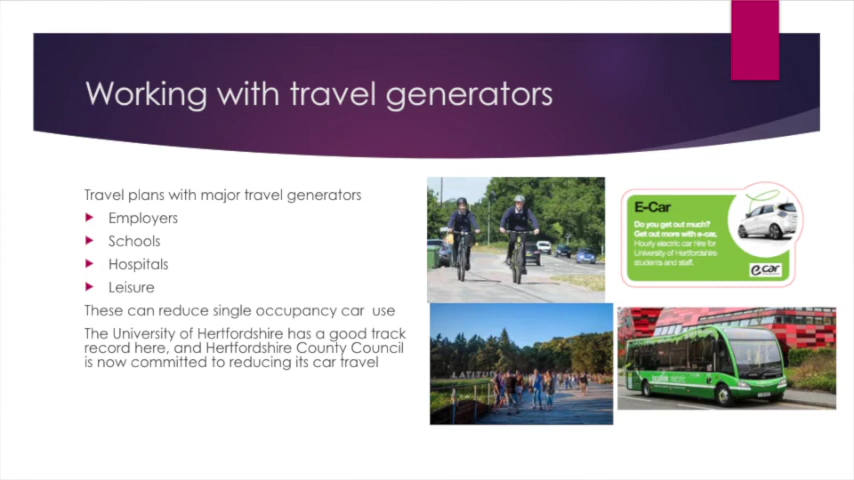 Working with travel generators
Travel plans with major travel generators
Employers
Schools
Hospitals
Leisure
These can reduce single occupancy car use
The University of Hertfordshire has a good track
record here, and Hertfordshire County Council
is now committed to reducing its car travel
E-Car
Do you get out much?
Get out more with e-car.
Hourly electric car hire for
University of Hertfordshire
students and staff.
e car
LATITUDE